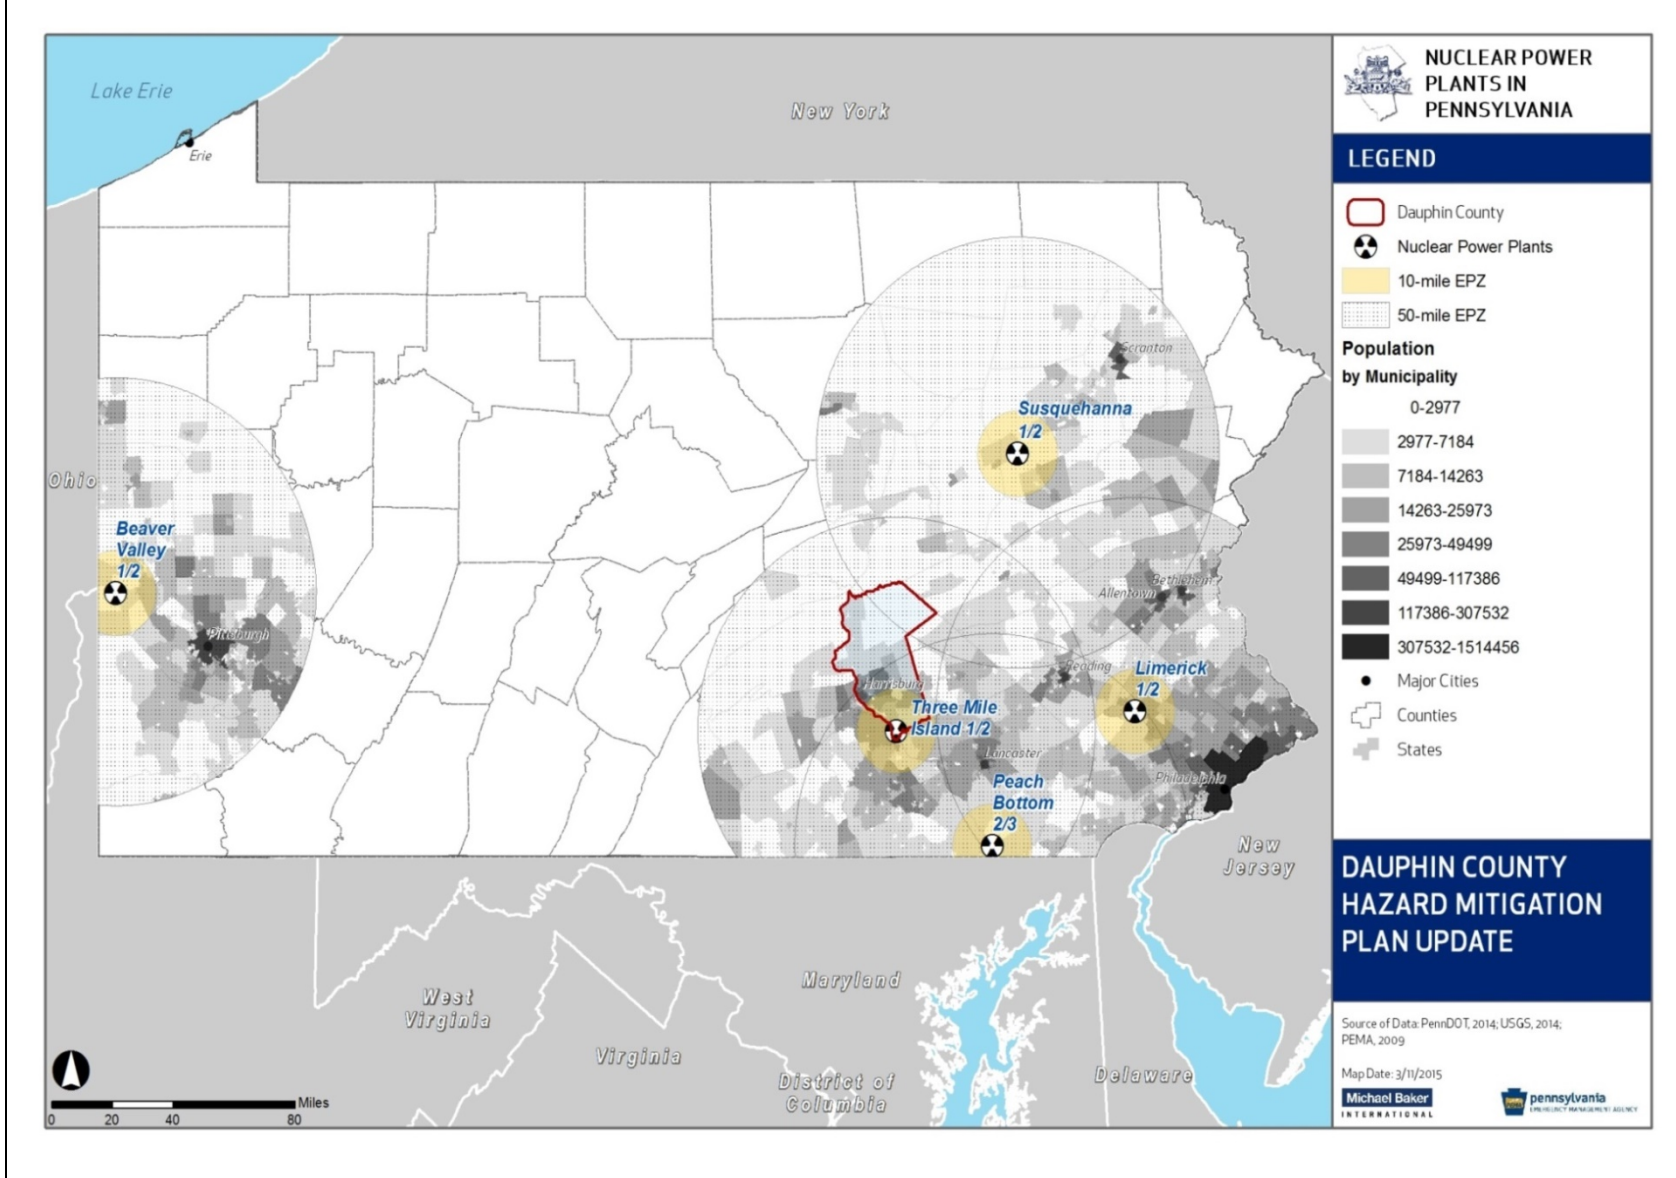 Lake Erie
Erie
New York
Scranton
Susquehanna
1/2
Ohio
Beaver
Valley
1/2
Pittsburgh
Bethlehem
Allentown
Reading
Limerick
1/2
Harrisburg
Three Mile
Island 1/2
Lancaster
Peach
Bottom
2/3
Philadelphia
New
Jersey
Maryland
West
Virginia
Virginia
District of
Columbia
Delaware
Miles
0 20 40 80
NUCLEAR POWER
PLANTS IN
PENNSYLVANIA
LEGEND
Dauphin County
Nuclear Power Plants
10-mile EPZ
50-mile EPZ
Population
by Municipality
0-2977
2977-7184
7184-14263
14263-25973
25973-49499
49499-117386
117386-307532
307532-1514456
Major Cities
Counties
States
DAUPHIN COUNTY
HAZARD MITIGATION
PLAN UPDATE
Source of Data: PennDOT, 2014; USGS, 2014;
PEMA, 2009
Map Date: 3/11/2015
Michael Baker
INTERNATIONAL
pennsylvania
EMERGENCY MANAGEMENT AGENCY